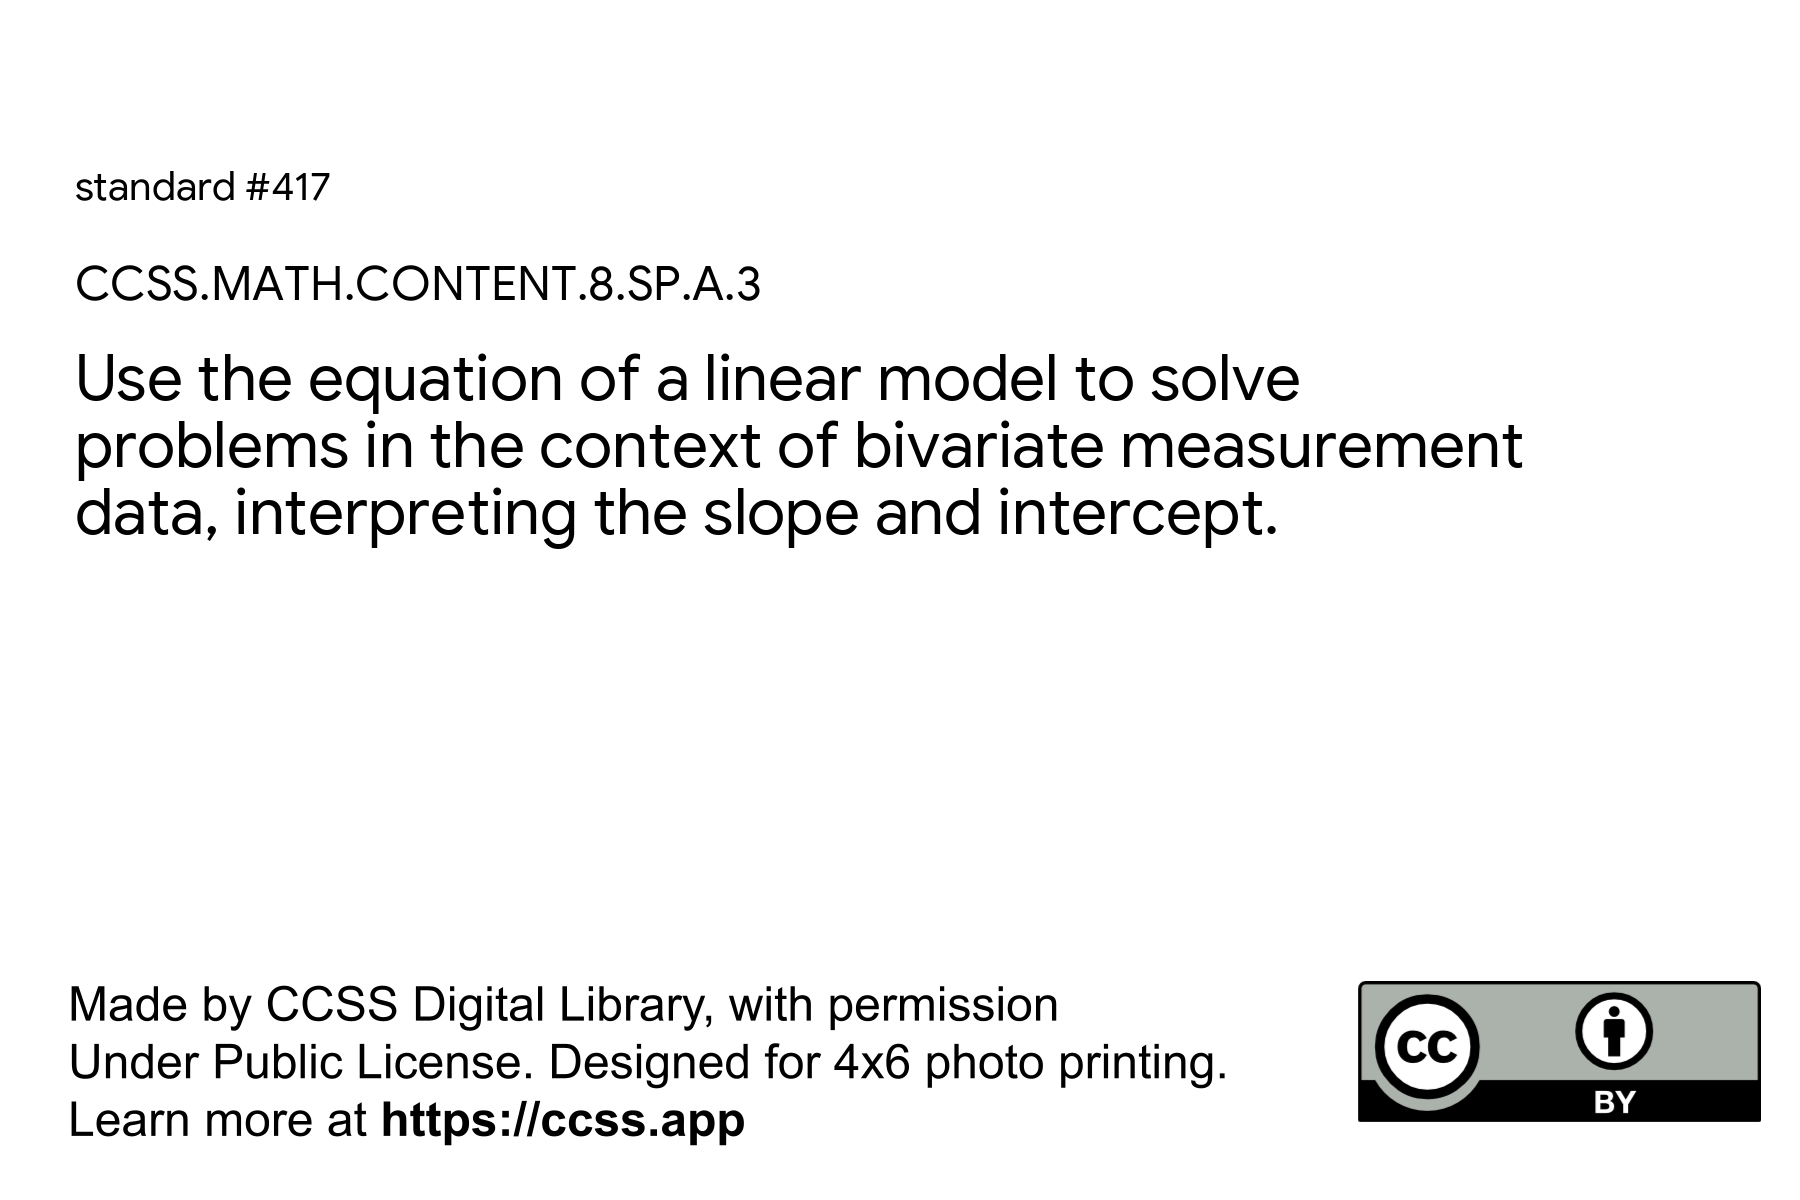 standard #417
CCSS.MATH.CONTENT.8.SP.A.3
Use the equation of a linear model to solve
problems in the context of bivariate measurement
data, interpreting the slope and intercept.
Made by CCSS Digital Library, with permission
Under Public License. Designed for 4x6 photo printing.
Learn more at https://ccss.app
cc
BY